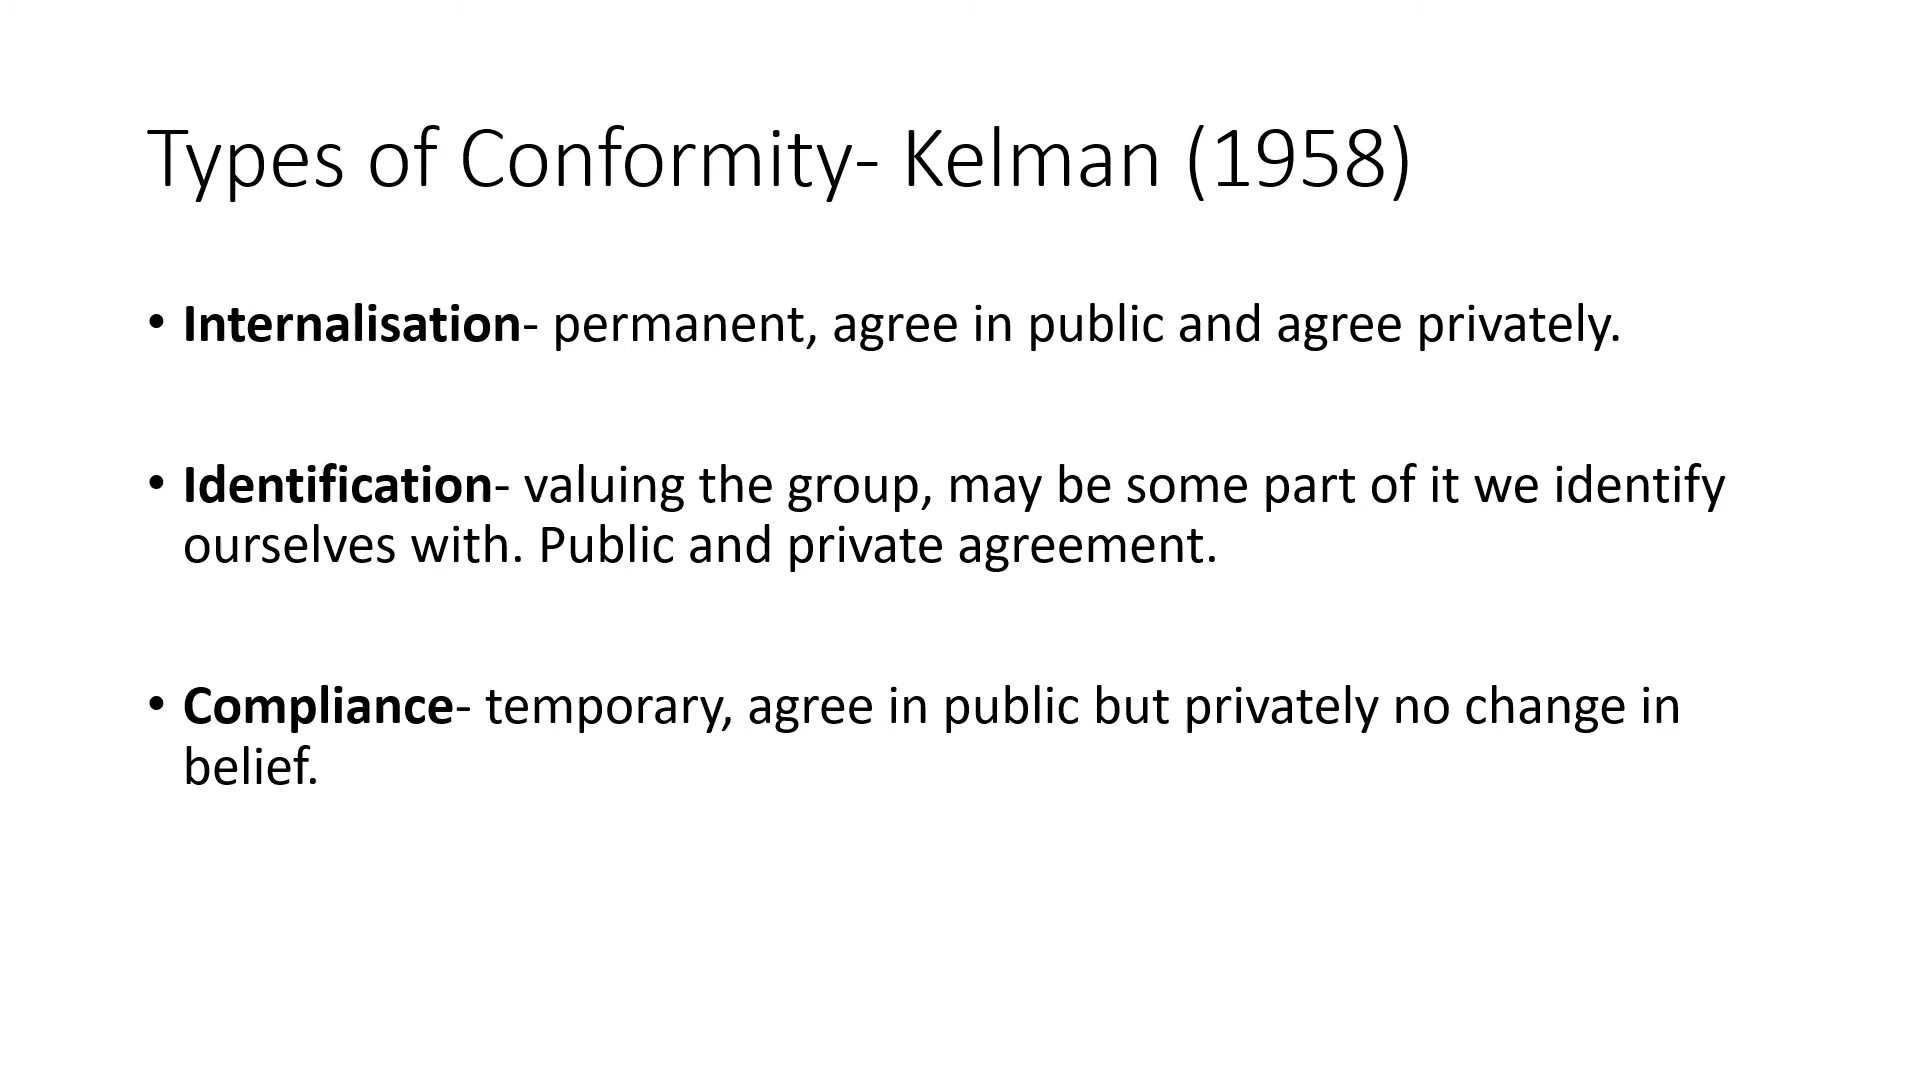 Types of Conformity- Kelman (1958)
• Internalisation- permanent, agree in public and agree privately.
• Identification- valuing the group, may be some part of it we identify
ourselves with. Public and private agreement.
• Compliance- temporary, agree in public but privately no change in
belief.